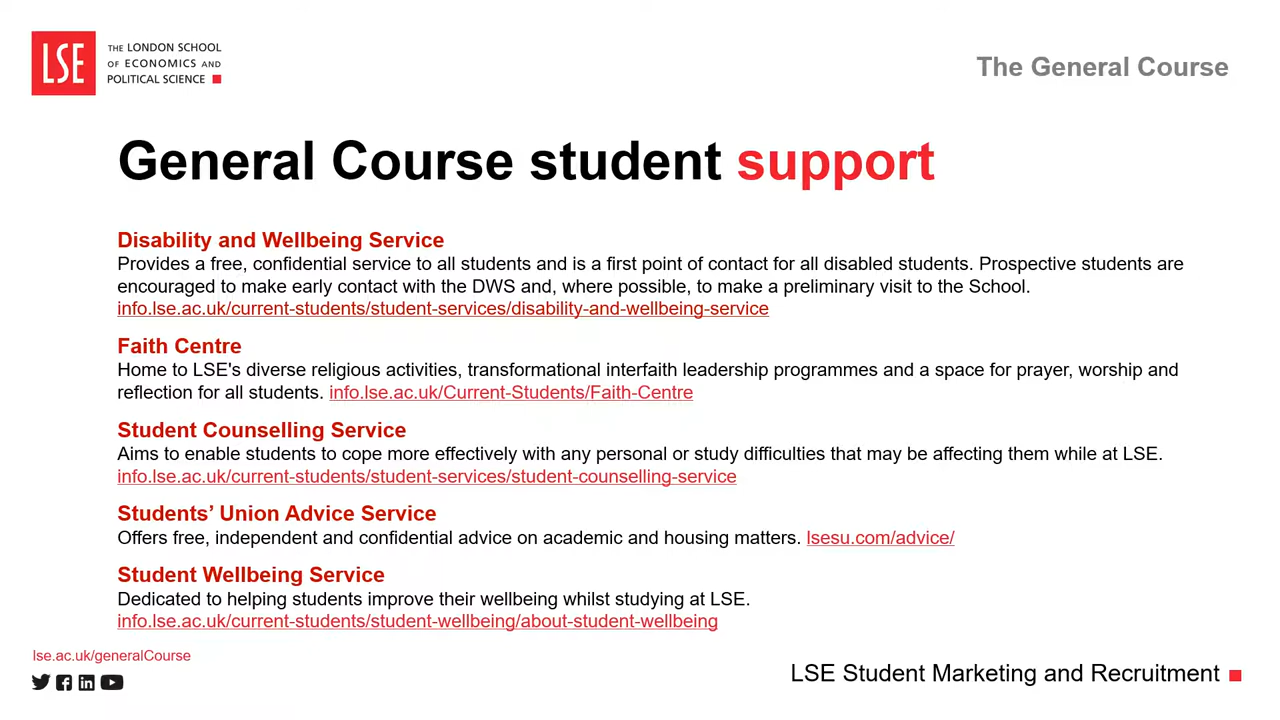 LSE
THE LONDON SCHOOL
OF ECONOMICS AND
POLITICAL SCIENCE
The General Course
General Course student support
Disability and Wellbeing Service
Provides a free, confidential service to all students and is a first point of contact for all disabled students. Prospective students are
encouraged to make early contact with the DWS and, where possible, to make a preliminary visit to the School.
info.lse.ac.uk/current-students/student-services/disability-and-wellbeing-service
Faith Centre
Home to LSE's diverse religious activities, transformational interfaith leadership programmes and a space for prayer, worship and
reflection for all students. info.lse.ac.uk/Current-Students/Faith-Centre
Student Counselling Service
Aims to enable students to cope more effectively with any personal or study difficulties that may be affecting them while at LSE.
info.lse.ac.uk/current-students/student-services/student-counselling-service
Students’ Union Advice Service
Offers free, independent and confidential advice on academic and housing matters. lsesu.com/advice/
Student Wellbeing Service
Dedicated to helping students improve their wellbeing whilst studying at LSE.
info.lse.ac.uk/current-students/student-wellbeing/about-student-wellbeing
lse.ac.uk/generalCourse
LSE Student Marketing and Recruitment